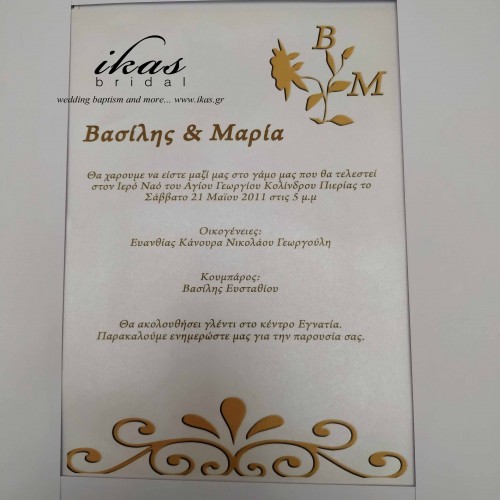 ikas
bridal
wedding baptism and more... www.ikas.gr
B
M
Βασίλης & Μαρία
Θα χαρουμε να είστε μαζί μας στο γάμο μας που θα τελεστεί
στον Ιερό Ναό του Αγίου Γεωργίου Κολίνδρου Πιερίας το
Σάββατο 21 Μαΐου 2011 στις 5 μ.μ
Οικογένειες:
Ευανθίας Κάνουρα Νικολάου Γεωργούλη
Κουμπάρος:
Βασίλης Ευσταθίου
Θα ακολουθήσει γλέντι στο κέντρο Εγνατία.
Παρακαλούμε ενημερώστε μας για την παρουσία σας.